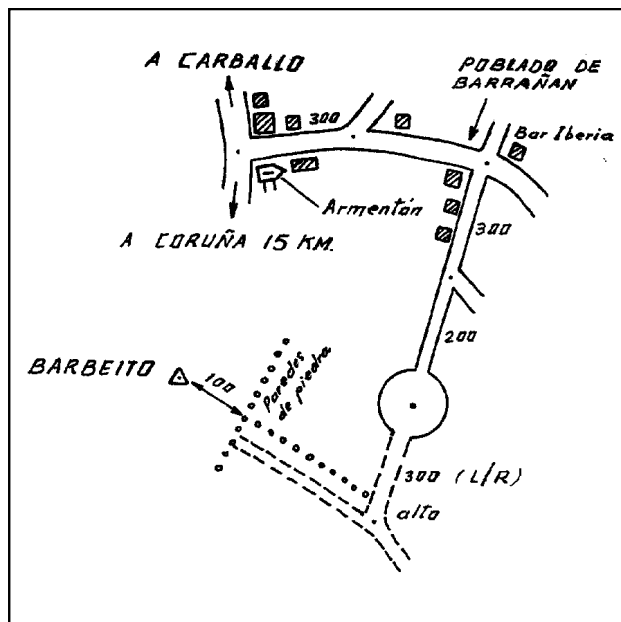 A CARBALLO
300
POBLADO DE
BARRAÑAN
Bar Iberia
Armentón
A CORUÑA 15 KM.
300
200
BARBEITO
100
Paredes
de piedra
300 (L/R)
alto